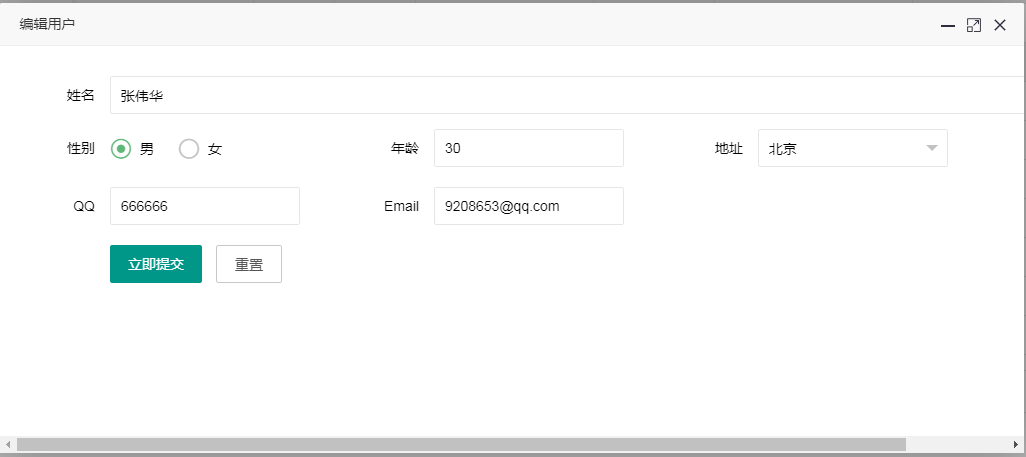 编辑用户
姓名 张伟华
性别 男 女 年龄 30 地址 北京
QQ 666666 Email 9208653@qq.com
立即提交 重置